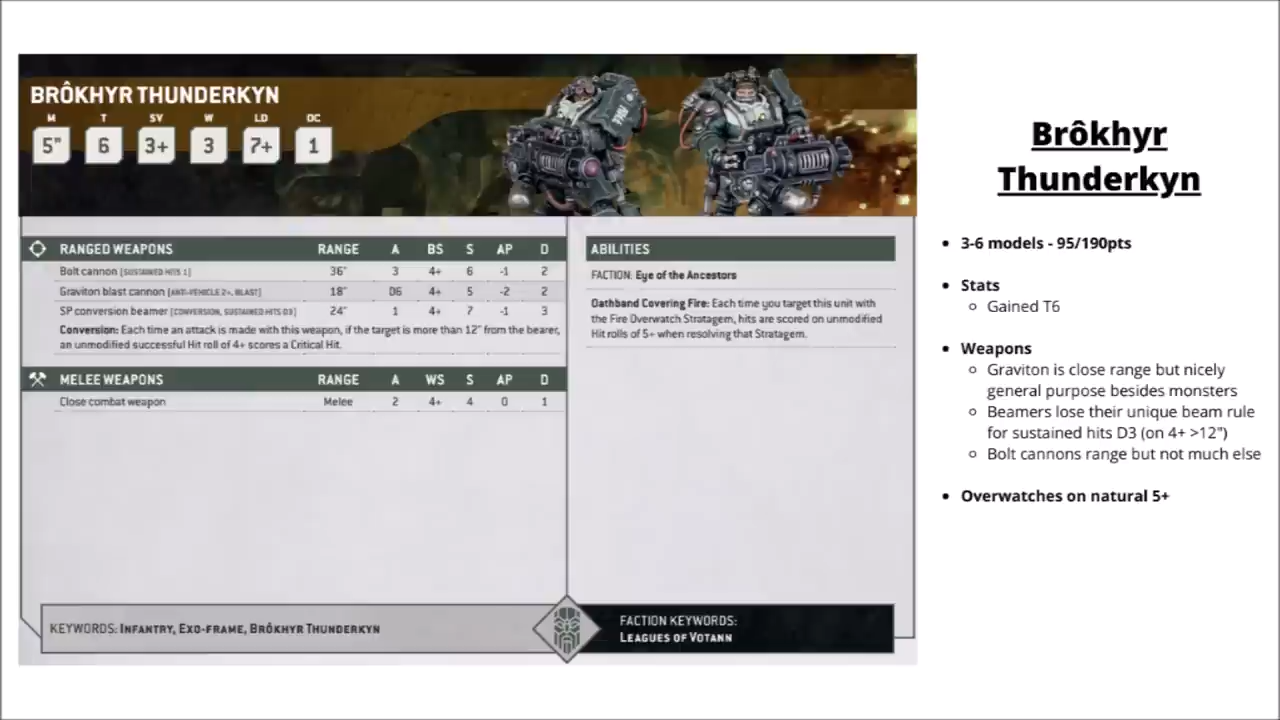 BRÔKHYR THUNDERKYN
M T SV W LD OC
5" 6 3+ 3 7+ 1
RANGED WEAPONS RANGE A BS S AP D
Bolt cannon [SUSTAINED HITS 1] 36" 3 4+ 6 -1 2
Graviton blast cannon [ANTI-VEHICLE 2+, BLAST] 18" D6 4+ 5 -2 2
SP conversion beamer [CONVERSION, SUSTAINED HITS D3] 24" 1 4+ 7 -1 3
Conversion: Each time an attack is made with this weapon, if the target is more than 12" from the bearer,
an unmodified successful Hit roll of 4+ scores a Critical Hit.
MELEE WEAPONS RANGE A WS S AP D
Close combat weapon Melee 2 4+ 4 0 1
ABILITIES
FACTION: Eye of the Ancestors
Oathband Covering Fire: Each time you target this unit with
the Fire Overwatch Stratagem, hits are scored on unmodified
Hit rolls of 5+ when resolving that Stratagem.
KEYWORDS: INFANTRY, EXO-FRAME, BRÔKHYR THUNDERKYN
FACTION KEYWORDS:
LEAGUES OF VOTANN
Brôkhyr
Thunderkyn
• 3-6 models - 95/190pts
• Stats
◦ Gained T6
• Weapons
◦ Graviton is close range but nicely
general purpose besides monsters
◦ Beamers lose their unique beam rule
for sustained hits D3 (on 4+ >12")
◦ Bolt cannons range but not much else
• Overwatches on natural 5+